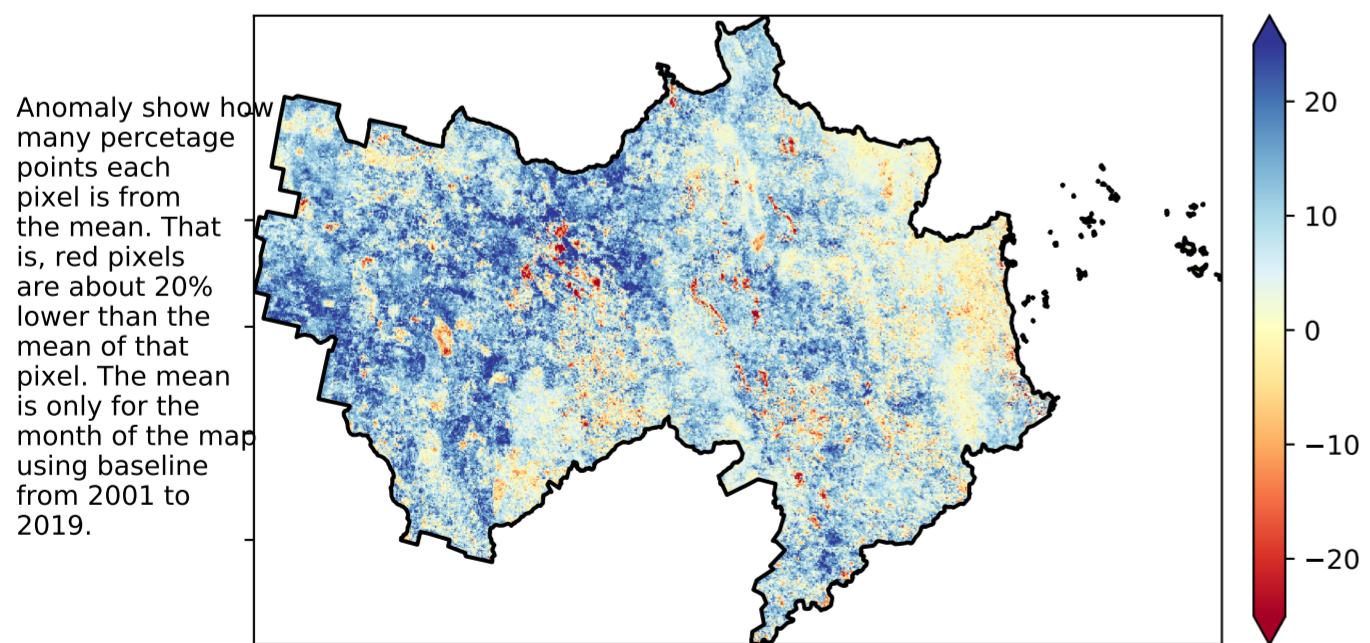 Anomaly show how
many percetage
points each
pixel is from
the mean. That
is, red pixels
are about 20%
lower than the
mean of that
pixel. The mean
is only for the
month of the map
using baseline
from 2001 to
2019.
20
10
0
−10
−20